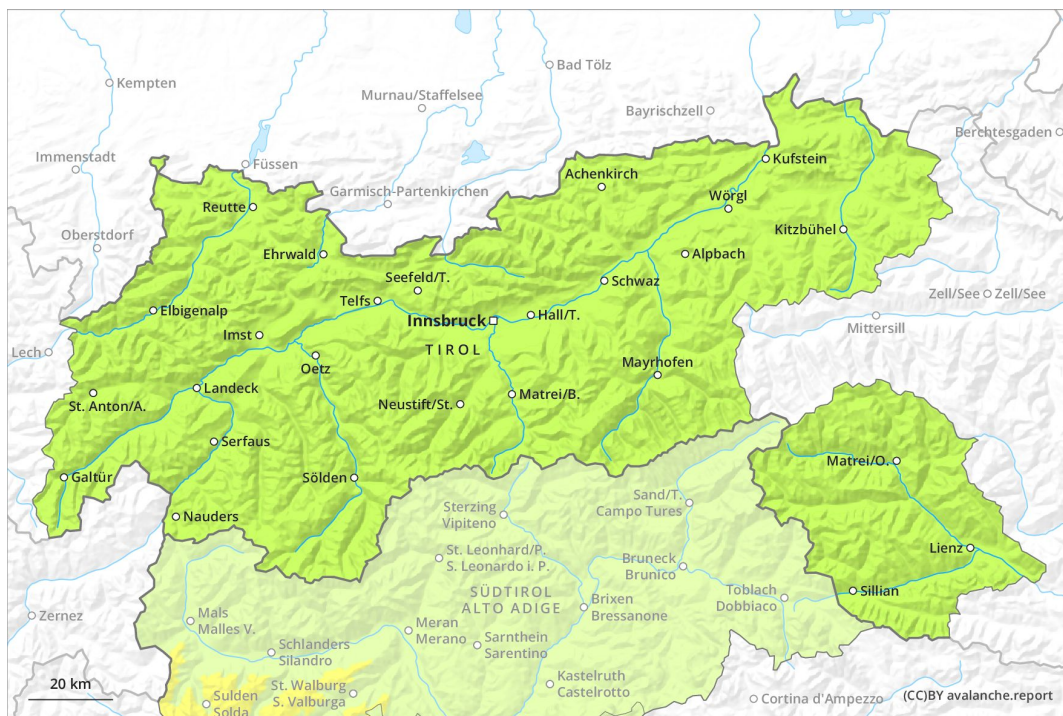 Kempten
Bad Tölz
Murnau/Staffelsee
Bayrischzell
Berchtesgaden
Immenstadt
Füssen
Kufstein
Achenkirch
Garmisch-Partenkirchen
Wörgl
Reutte
Kitzbühel
Oberstdorf
Ehrwald
Alpbach
Seefeld/T.
Schwaz
Zell/See
Zell/See
Telfs
Elbigenalp
Innsbruck
Hall/T.
Mittersill
Imst
TIROL
Lech
Oetz
Mayrhofen
Landeck
St. Anton/A.
Neustift/St.
Matrei/B.
Serfaus
Matrei/O.
Galtür
Sölden
Sand/T.
Campo Tures
Sterzing
Vipiteno
Nauders
Lienz
St. Leonhard/P.
S. Leonardo i. P.
Bruneck
Brunico
SÜDTIROL
ALTO ADIGE
Toblach
Dobbiaco
Sillian
Brixen
Bressanone
Zernez
Mals
Malles V.
Meran
Merano
Sarnthein
Sarentino
Schlanders
Silandro
Kastelruth
Castelrotto
20 km
St. Walburg
S. Valburga
Sulden
Solda
Cortina d'Ampezzo
(CC)BY avalanche.report